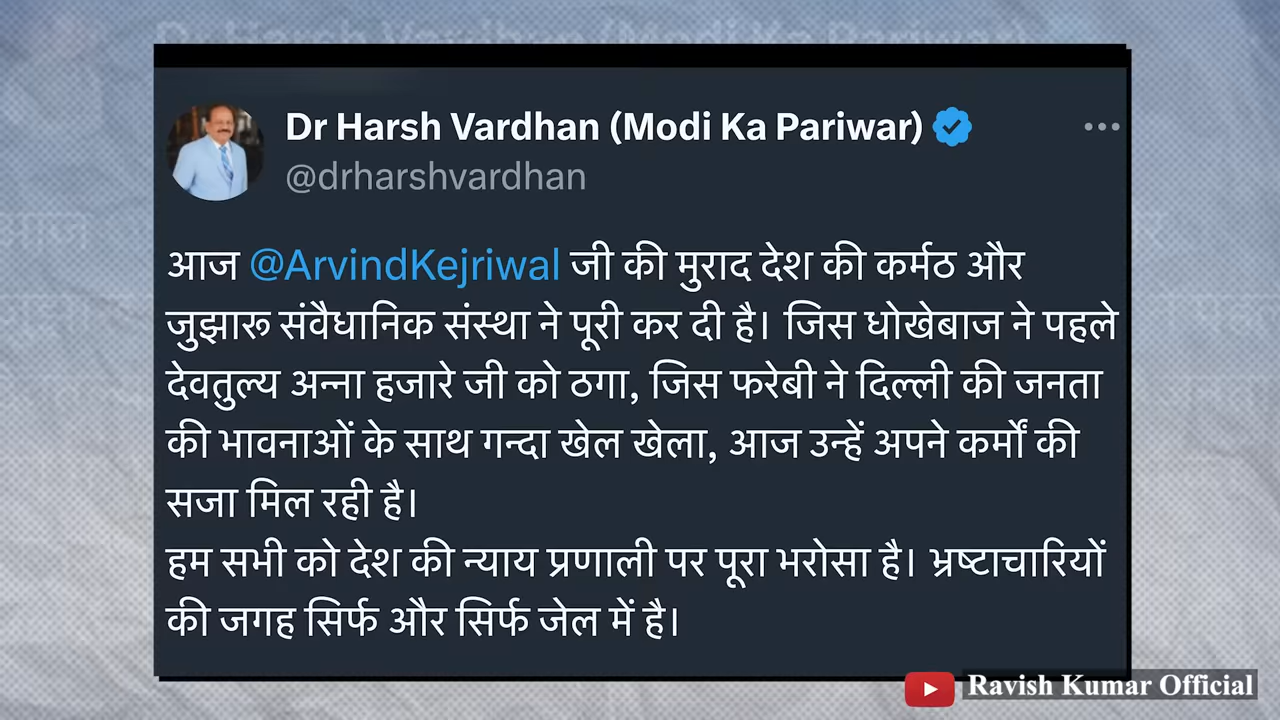 Dr Harsh Vardhan (Modi Ka Pariwar)
@drharshvardhan
आज @ArvindKejriwal जी की मुराद देश की कर्मठ और
जुझारू संवैधानिक संस्था ने पूरी कर दी है। जिस धोखेबाज ने पहले
देवतुल्य अन्ना हजारे जी को ठगा, जिस फरेबी ने दिल्ली की जनता
की भावनाओं के साथ गन्दा खेल खेला, आज उन्हें अपने कर्मों की
सजा मिल रही है।
हम सभी को देश की न्याय प्रणाली पर पूरा भरोसा है। भ्रष्टाचारियों
की जगह सिर्फ और सिर्फ जेल में है।
Ravish Kumar Official